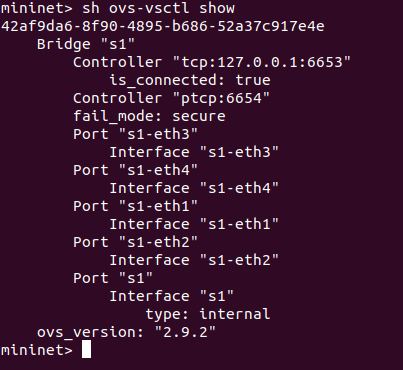 mininet> sh ovs-vsctl show
42af9da6-8f90-4895-b686-52a37c917e4e
    Bridge "s1"
        Controller "tcp:127.0.0.1:6653"
            is_connected: true
        Controller "ptcp:6654"
        fail_mode: secure
        Port "s1-eth3"
            Interface "s1-eth3"
        Port "s1-eth4"
            Interface "s1-eth4"
        Port "s1-eth1"
            Interface "s1-eth1"
        Port "s1-eth2"
            Interface "s1-eth2"
        Port "s1"
            Interface "s1"
                type: internal
    ovs_version: "2.9.2"
mininet>